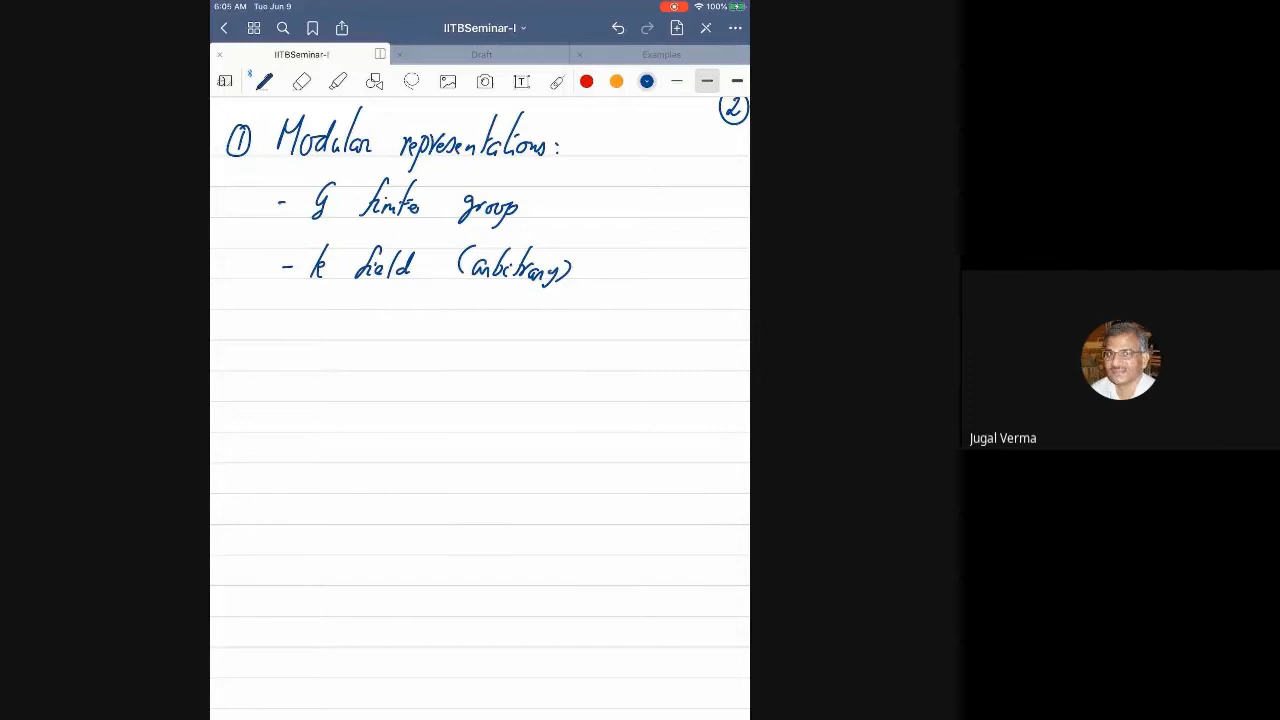 6:05 AM Tue Jun 9
100%
IITBSeminar-I
IITBSeminar-I
Draft
Examples
2
① Modular representations:
- G finite group
- k field (arbitrary)
Jugal Verma